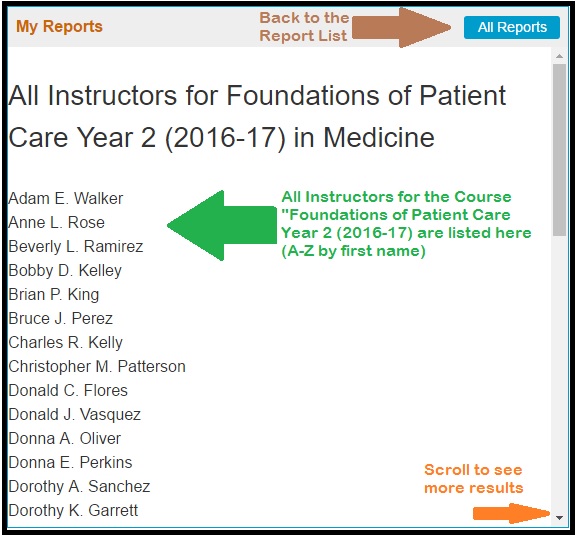 My Reports
Back to the
Report List
All Reports
All Instructors for Foundations of Patient
Care Year 2 (2016-17) in Medicine
Adam E. Walker
Anne L. Rose
Beverly L. Ramirez
Bobby D. Kelley
Brian P. King
Bruce J. Perez
Charles R. Kelly
Christopher M. Patterson
Donald C. Flores
Donald J. Vasquez
Donna A. Oliver
Donna E. Perkins
Dorothy A. Sanchez
Dorothy K. Garrett
All Instructors for the Course
"Foundations of Patient Care
Year 2 (2016-17) are listed here
(A-Z by first name)
Scroll to see
more results